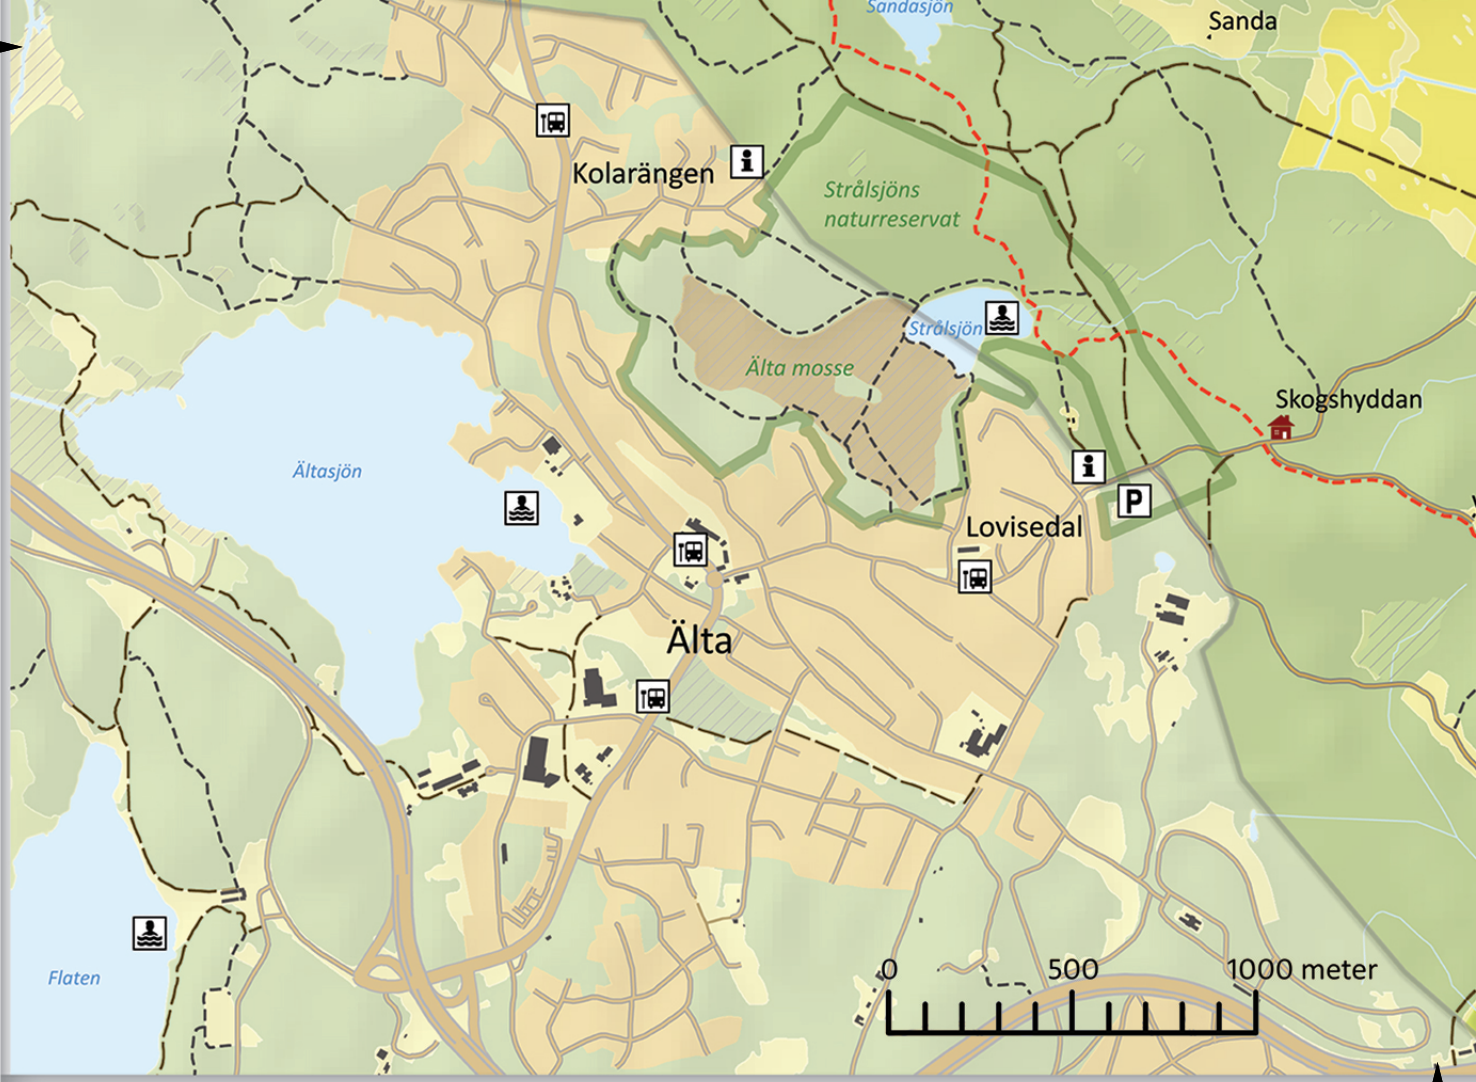 Sandasjön
Sanda
Kolarängen
Strålsjöns
naturreservat
Strålsjön
Älta mosse
Skogshyddan
Ältasjön
P
Lovisedal
Älta
Flaten
0 500 1000 meter